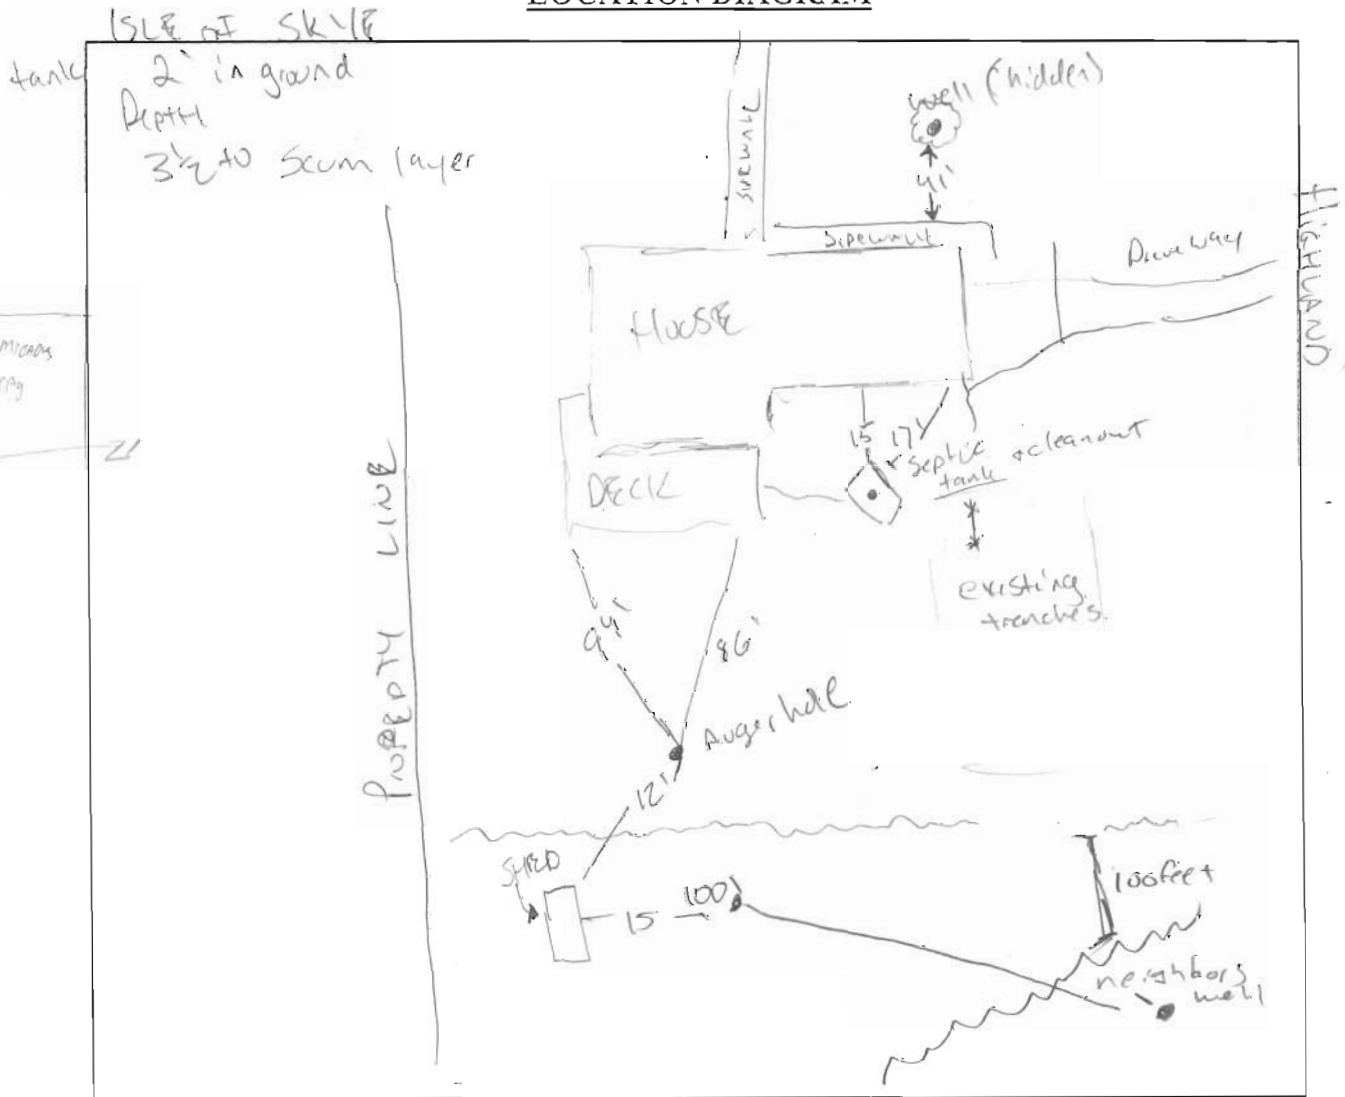 LOCATION DIAGRAM
ISLE OF SKYE
tank 2' in ground
Depth
3½ to Scum layer
well (hidden)
41'
SIDEWALK
SIDEWALK
Driveway
HIGHLAND
HOUSE
15 17'
septic tank + cleanout
DECK
existing
trenches.
PROPERTY LINE
94'
86'
Auger hole
12'
SHED
15
100'
100 feet
neighbors
well